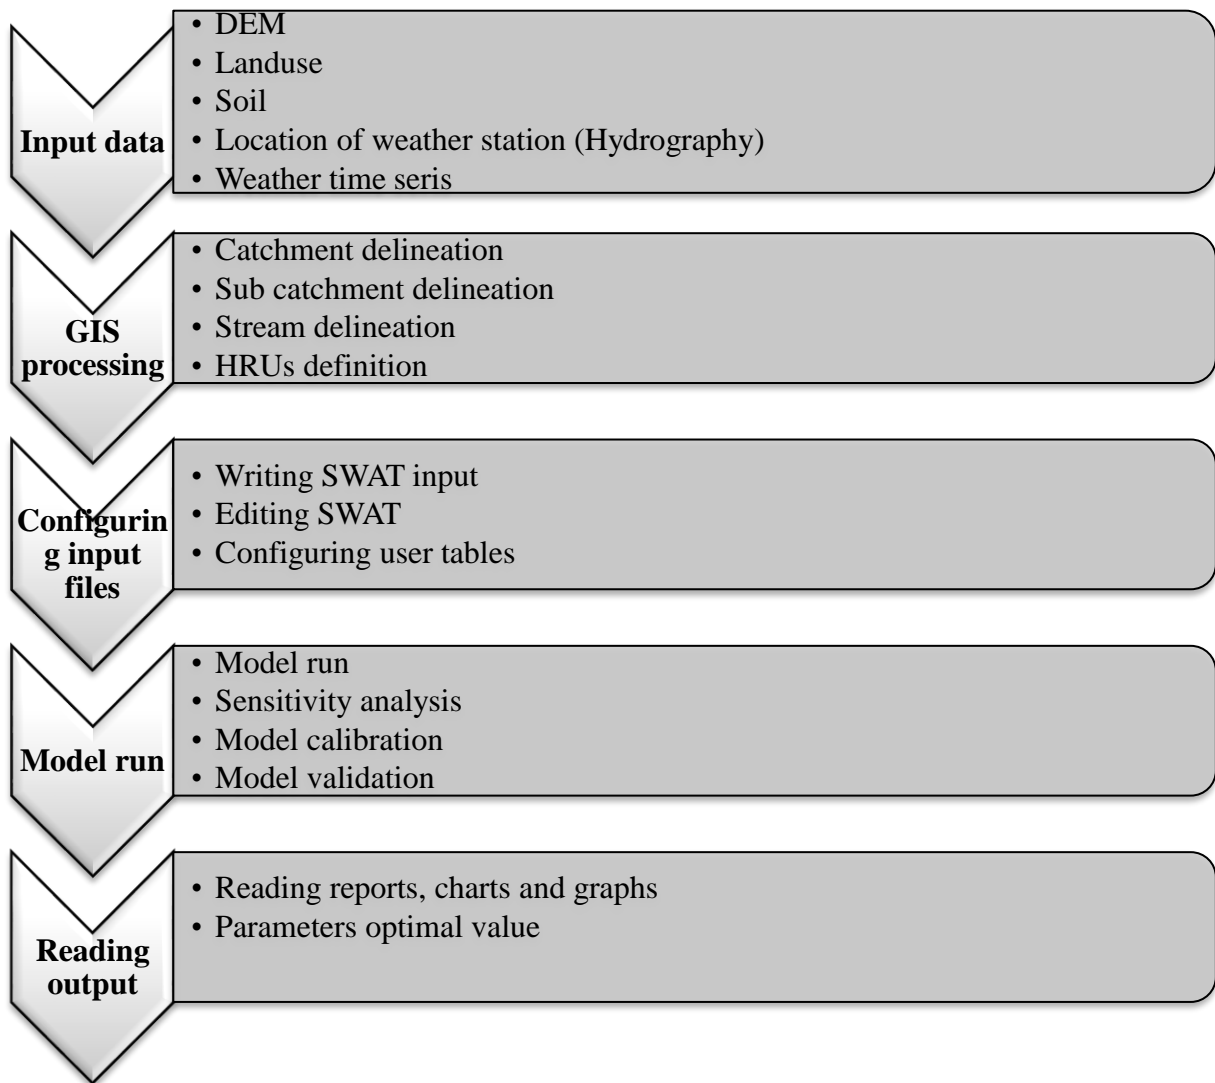 • DEM
• Landuse
• Soil
• Location of weather station (Hydrography)
• Weather time seris
Input data
• Catchment delineation
• Sub catchment delineation
• Stream delineation
• HRUs definition
GIS
processing
• Writing SWAT input
• Editing SWAT
• Configuring user tables
Configurin
g input
files
• Model run
• Sensitivity analysis
• Model calibration
• Model validation
Model run
• Reading reports, charts and graphs
• Parameters optimal value
Reading
output